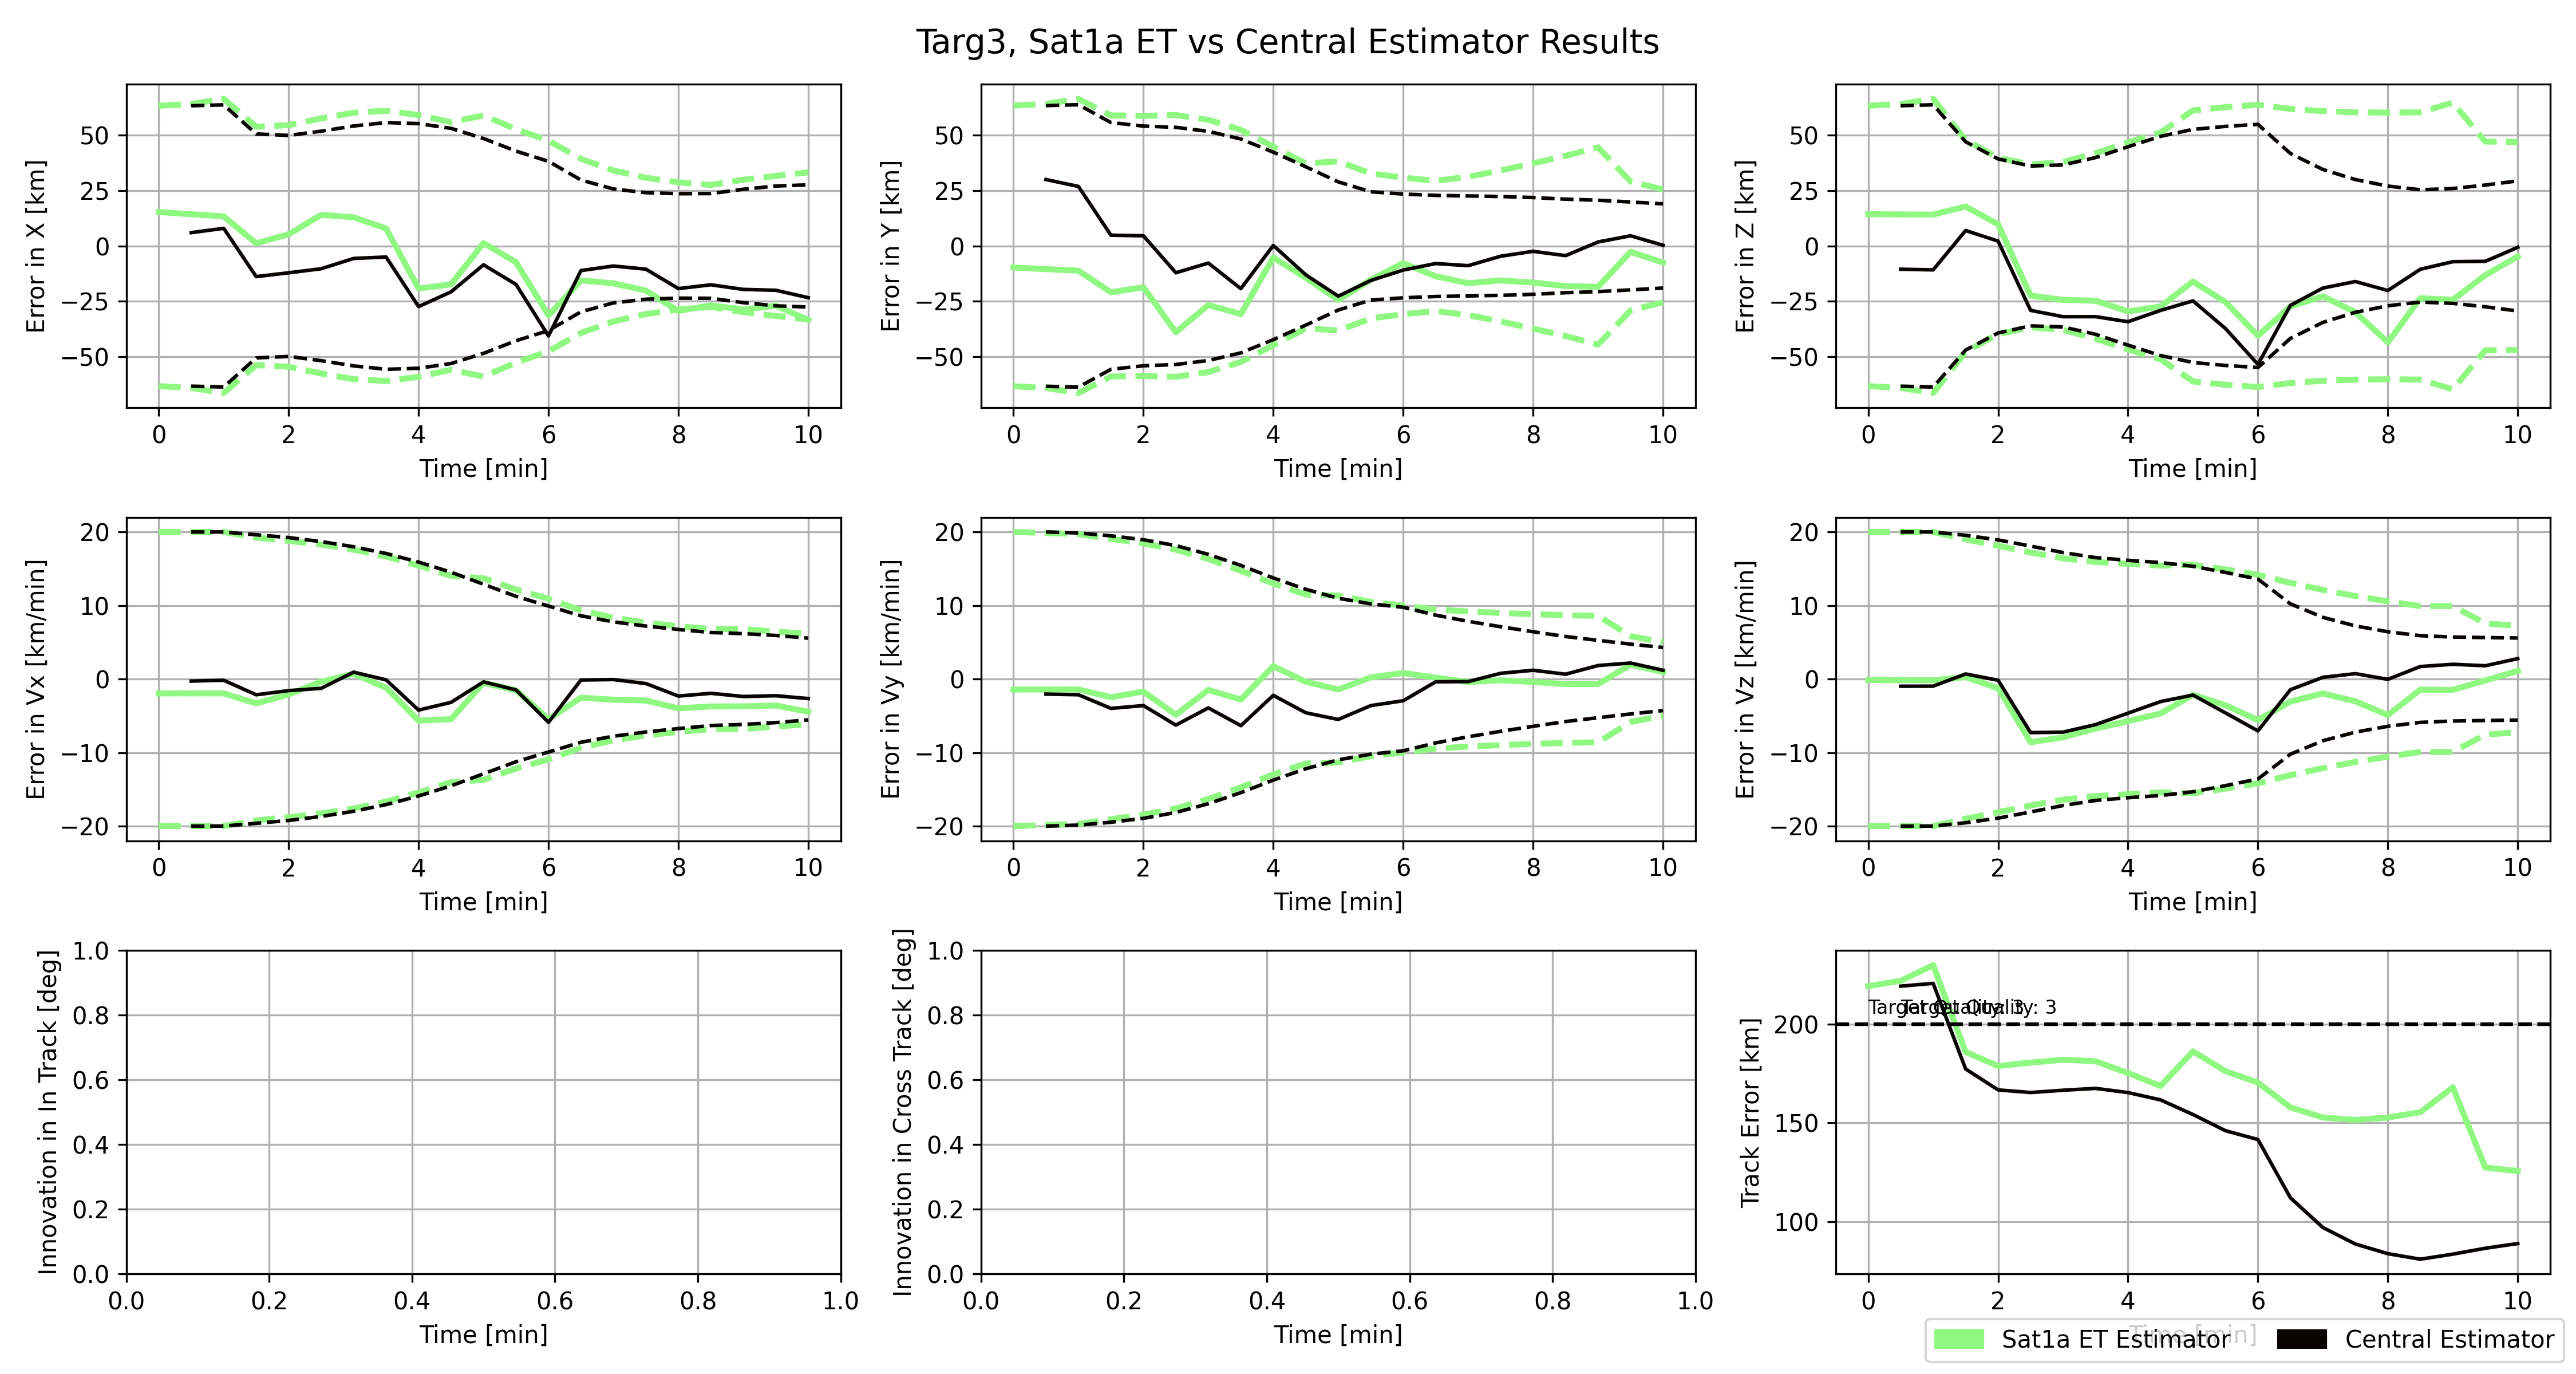 Targ3, Sat1a ET vs Central Estimator Results
Error in X [km]
50
25
0
−25
−50
0 2 4 6 8 10
Time [min]
Error in Y [km]
50
25
0
−25
−50
0 2 4 6 8 10
Time [min]
Error in Z [km]
50
25
0
−25
−50
0 2 4 6 8 10
Time [min]
Error in Vx [km/min]
20
10
0
−10
−20
0 2 4 6 8 10
Time [min]
Error in Vy [km/min]
20
10
0
−10
−20
0 2 4 6 8 10
Time [min]
Error in Vz [km/min]
20
10
0
−10
−20
0 2 4 6 8 10
Time [min]
Innovation in In Track [deg]
1.0
0.8
0.6
0.4
0.2
0.0
0.0 0.2 0.4 0.6 0.8 1.0
Time [min]
Innovation in Cross Track [deg]
1.0
0.8
0.6
0.4
0.2
0.0
0.0 0.2 0.4 0.6 0.8 1.0
Time [min]
Track Error [km]
Target Quality: 3
Target Quality: 3
200
150
100
0 2 4 6 8 10
Time [min]
Sat1a ET Estimator
Central Estimator